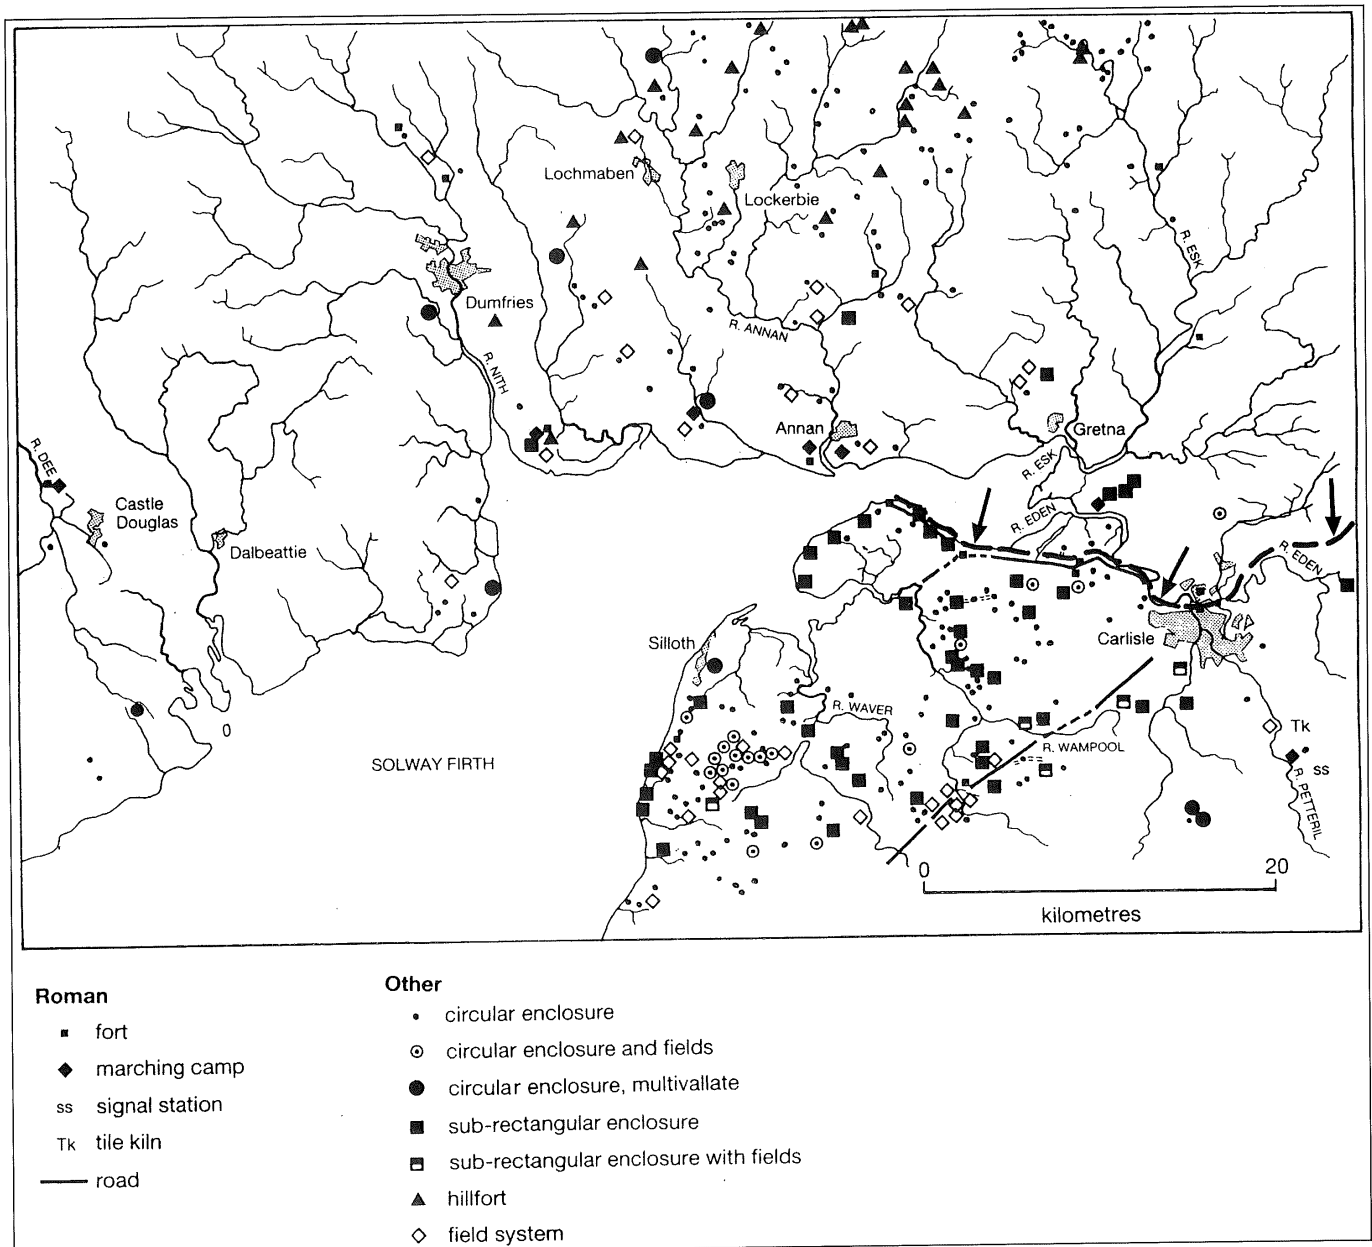 Lochmaben
Lockerbie
R. ESK
Dumfries
R. ANNAN
R. NITH
Annan
Gretna
R. ESK
R. DEE
Castle
Douglas
Dalbeattie
R. EDEN
R. EDEN
Silloth
Carlisle
R. WAVER
Tk
R. WAMPOOL
SOLWAY FIRTH
ss
R. PETTERIL
0
20
kilometres
Roman
fort
marching camp
ss signal station
Tk tile kiln
road
Other
circular enclosure
circular enclosure and fields
circular enclosure, multivallate
sub-rectangular enclosure
sub-rectangular enclosure with fields
hillfort
field system